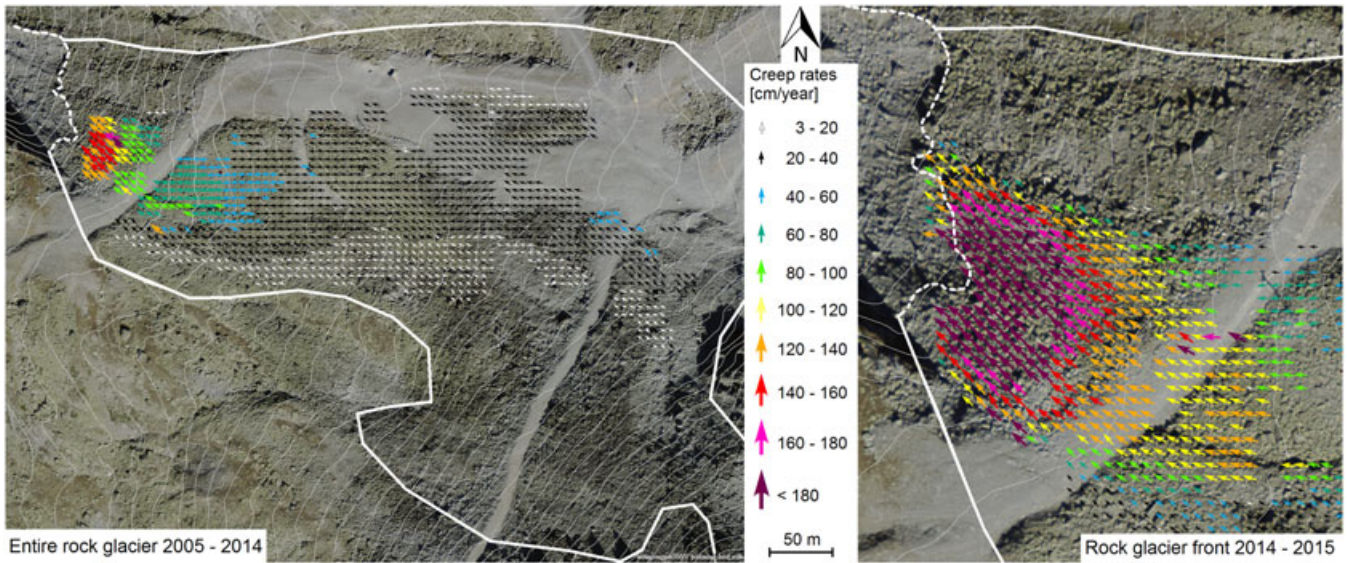 N
Creep rates
[cm/year]
3 - 20
20 - 40
40 - 60
60 - 80
80 - 100
100 - 120
120 - 140
140 - 160
160 - 180
< 180
50 m
Entire rock glacier 2005 - 2014
Rock glacier front 2014 - 2015